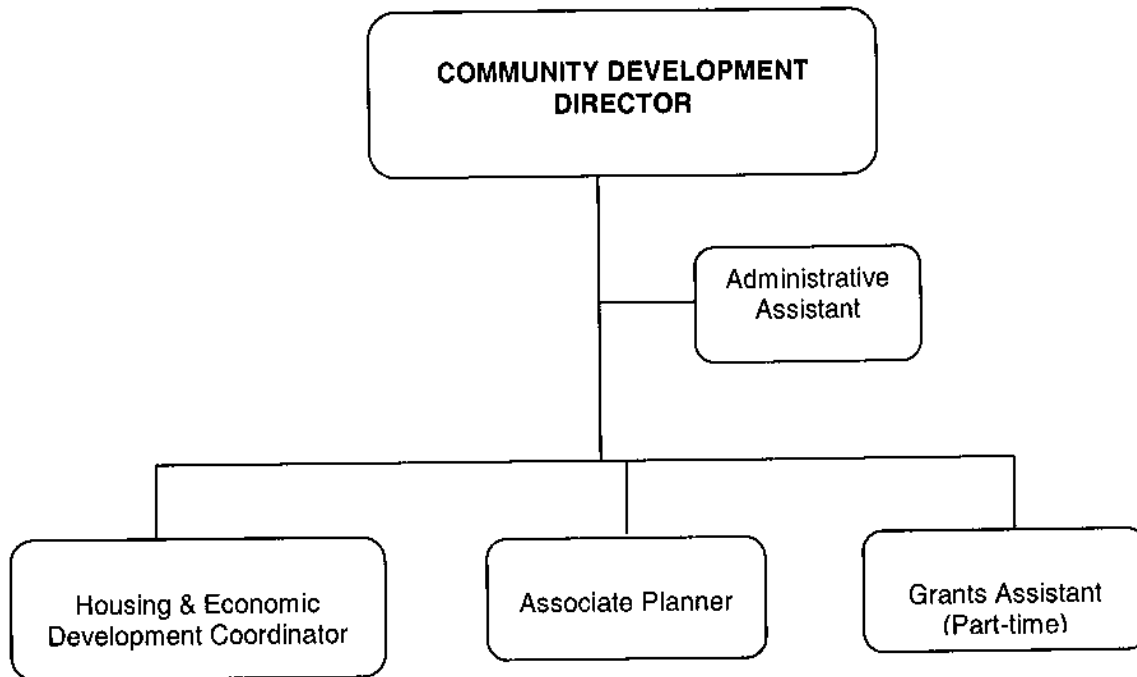 COMMUNITY DEVELOPMENT
DIRECTOR
Administrative
Assistant
Housing & Economic
Development Coordinator
Associate Planner
Grants Assistant
(Part-time)